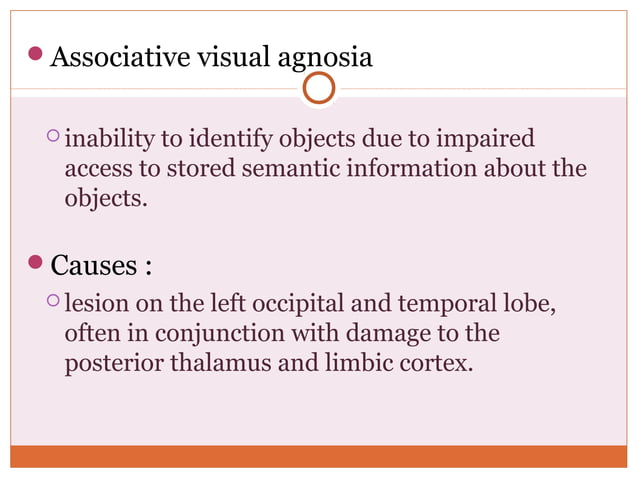 Associative visual agnosia
inability to identify objects due to impaired
access to stored semantic information about the
objects.
Causes :
lesion on the left occipital and temporal lobe,
often in conjunction with damage to the
posterior thalamus and limbic cortex.